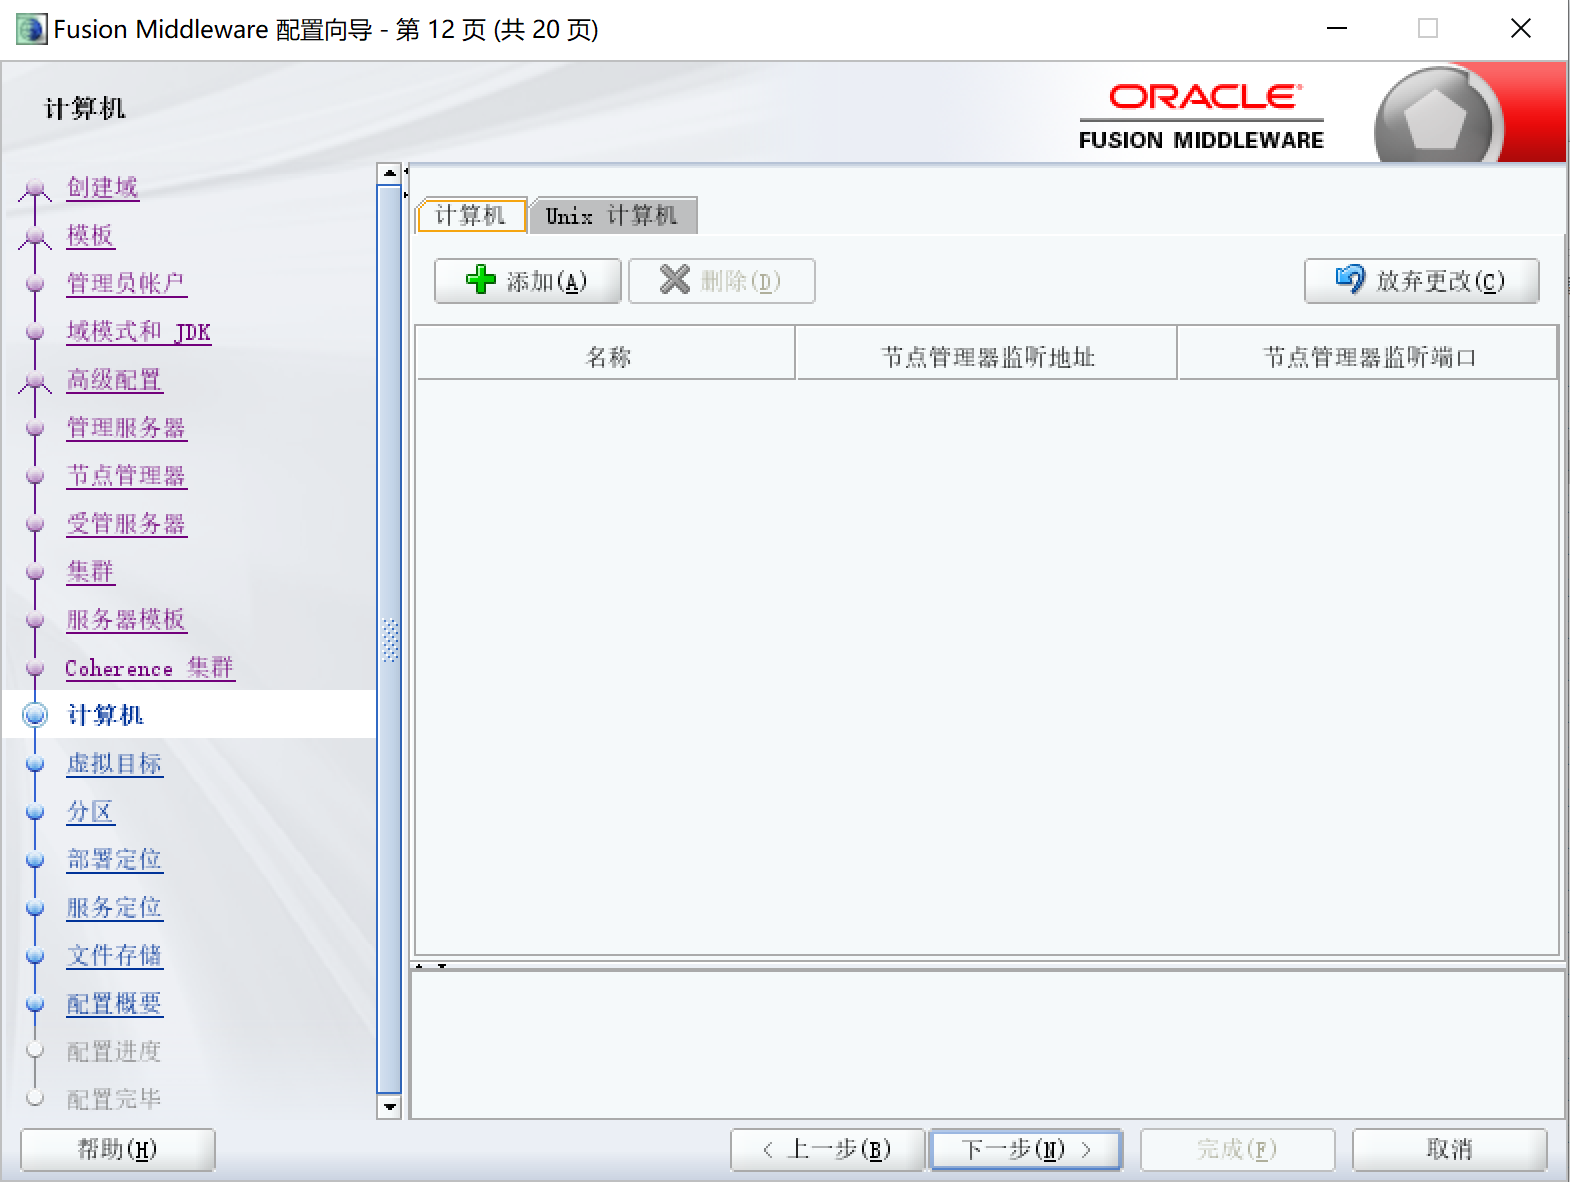 Fusion Middleware 配置向导 - 第 12 页 (共 20 页)
计算机
ORACLE
FUSION MIDDLEWARE
创建域
模板
管理员帐户
域模式和 JDK
高级配置
管理服务器
节点管理器
受管服务器
集群
服务器模板
Coherence 集群
计算机
虚拟目标
分区
部署定位
服务定位
文件存储
配置概要
配置进度
配置完毕
计算机 Unix 计算机
添加(A) 删除(D) 放弃更改(C)
名称 节点管理器监听地址 节点管理器监听端口
帮助(H) < 上一步(B) 下一步(N) > 完成(F) 取消